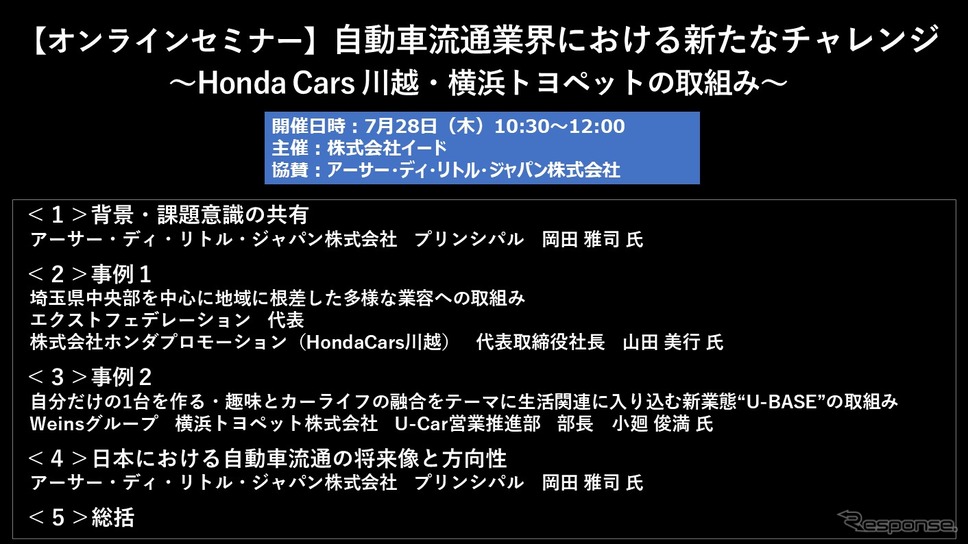 【オンラインセミナー】自動車流通業界における新たなチャレンジ
～Honda Cars 川越・横浜トヨペットの取組み～
開催日時：7月28日（木）10:30～12:00
主催：株式会社イード
協賛：アーサー・ディ・リトル・ジャパン株式会社
＜１＞背景・課題意識の共有
アーサー・ディ・リトル・ジャパン株式会社　プリンシパル　岡田 雅司 氏
＜２＞事例１
埼玉県中央部を中心に地域に根差した多様な業容への取組み
エクストフェデレーション　代表
株式会社ホンダプロモーション（HondaCars川越）　代表取締役社長　山田 美行 氏
＜３＞事例２
自分だけの1台を作る・趣味とカーライフの融合をテーマに生活関連に入り込む新業態“U-BASE”の取組み
Weinsグループ　横浜トヨペット株式会社　U-Car営業推進部　部長　小廻 俊満 氏
＜４＞日本における自動車流通の将来像と方向性
アーサー・ディ・リトル・ジャパン株式会社　プリンシパル　岡田 雅司 氏
＜５＞総括
Response.